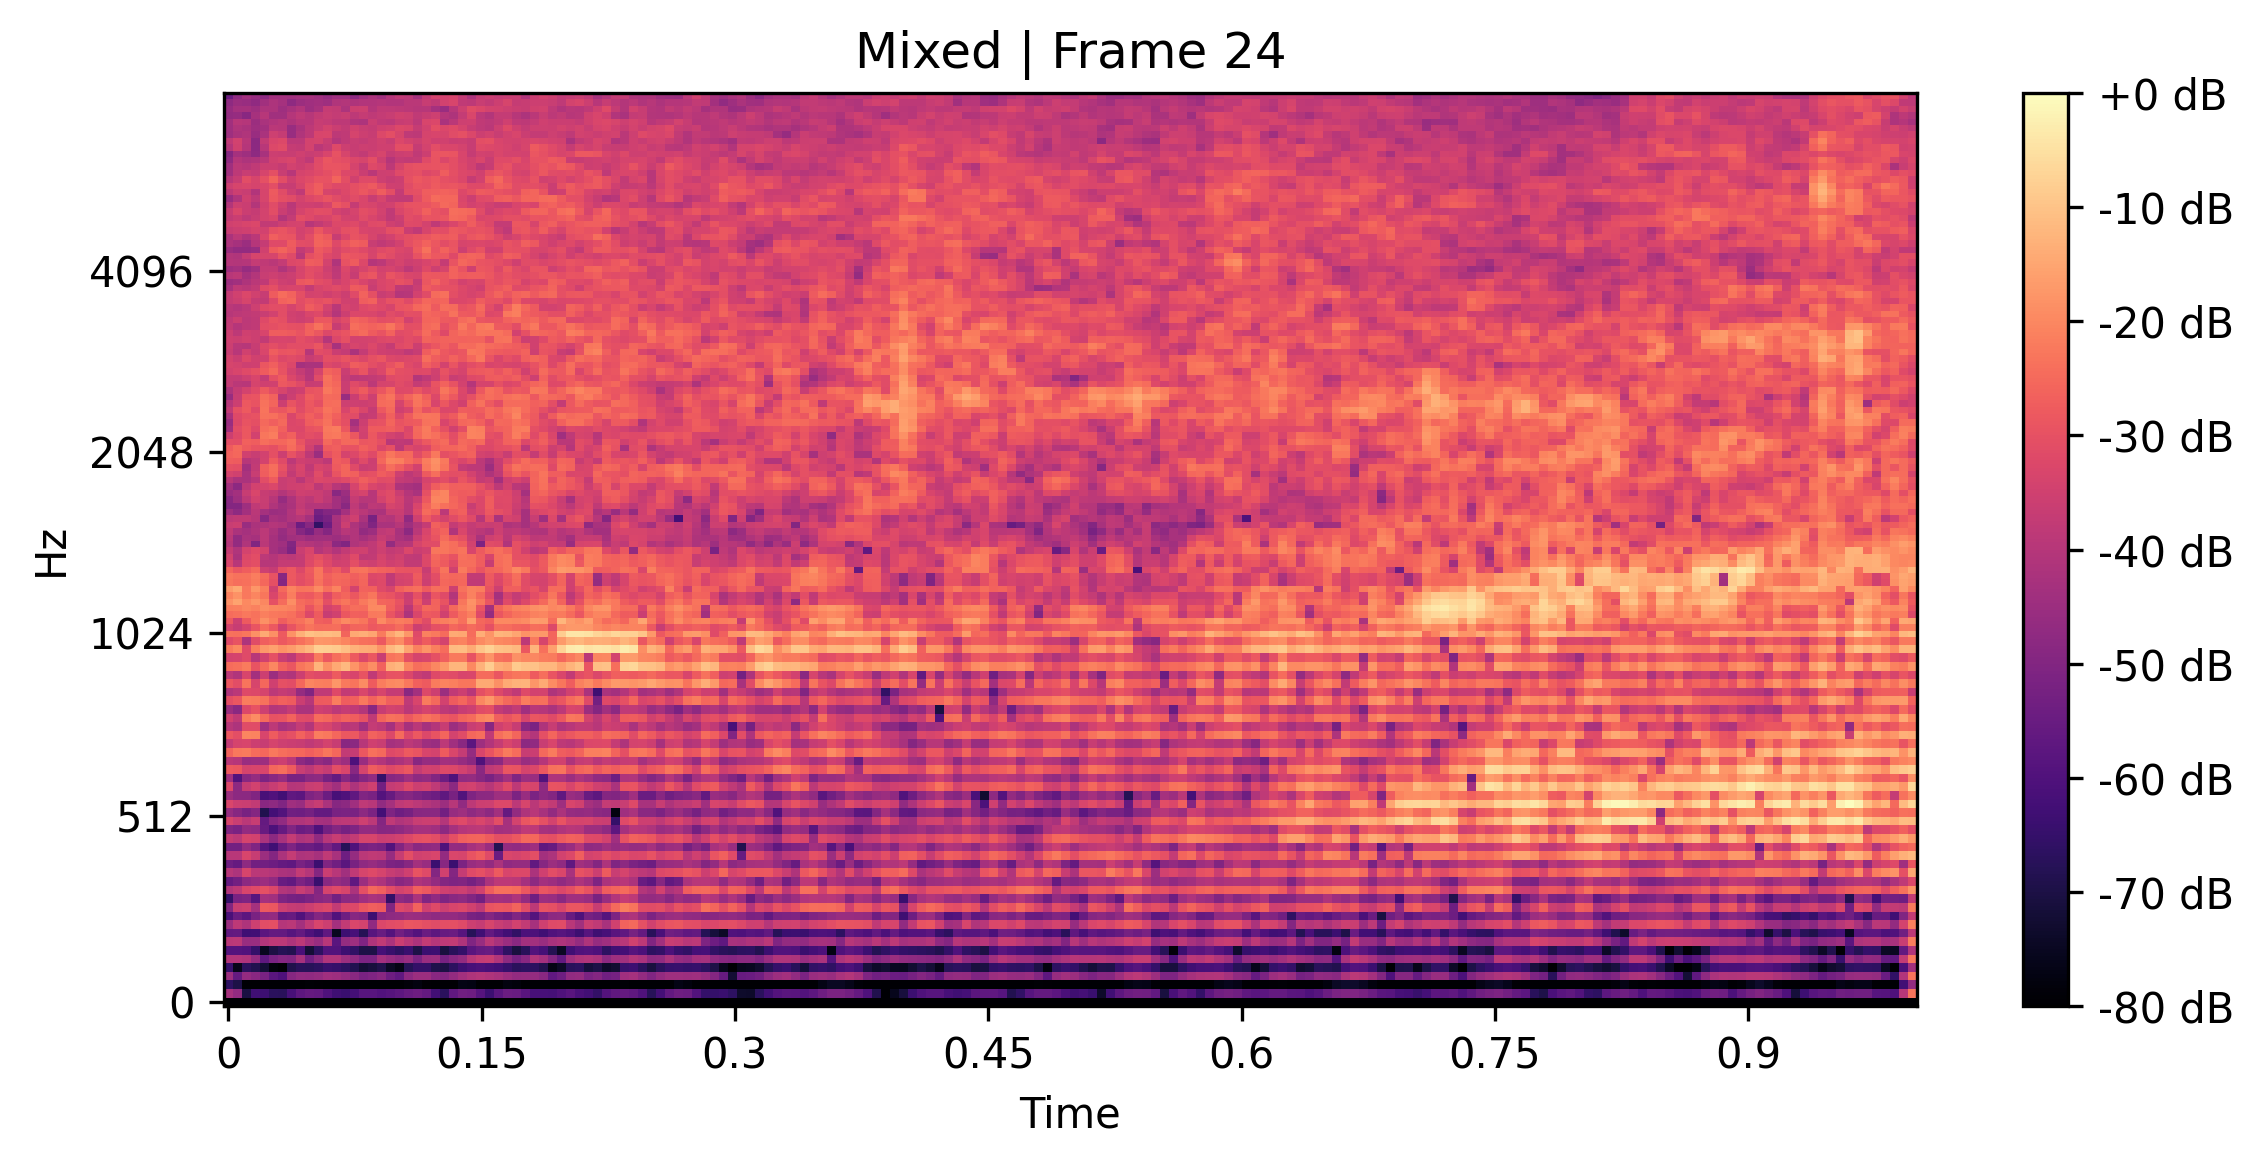 Mixed | Frame 24
+0 dB
-10 dB
-20 dB
-30 dB
-40 dB
-50 dB
-60 dB
-70 dB
-80 dB
4096
2048
1024
512
0
Hz
0 0.15 0.3 0.45 0.6 0.75 0.9
Time